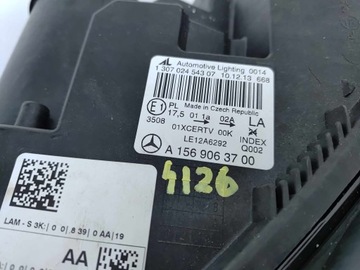 AL Automotive Lighting 0014
1 307 024 543 07 10.12.13 668
E1 PL Made in Czech Republic
17,5 01 1a 02A LA
3508 01XCERTV 00K INDEX
LE12A6292 Q002
A 156 906 37 00
4126
LAM - S 3K:| 0 0| 8 39| 0 AA| 19
AA